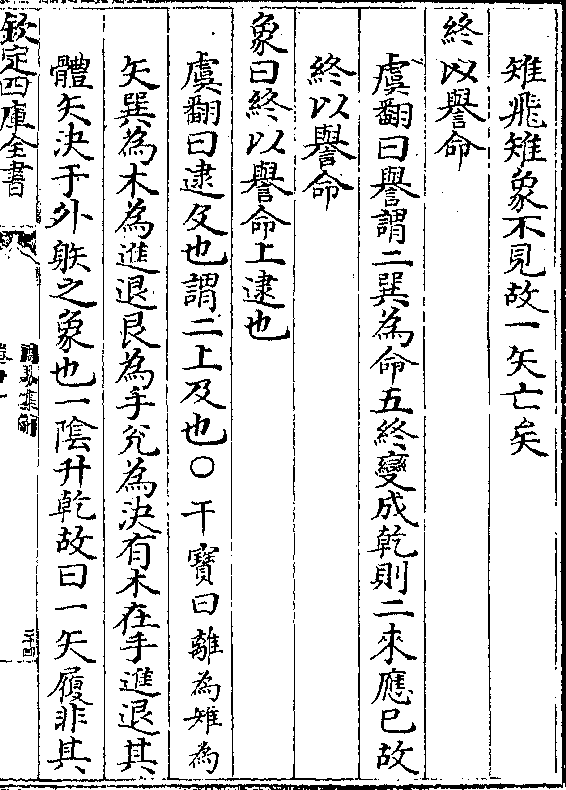 雉飛雉象不見故一矢亡矣
終以譽命
虞翻曰譽謂二巽為命五終變成乾則二來應已故
終以譽命
象曰終以譽命上逮也
虞翻曰逮及也謂二上及也○干寶曰離為雉為
矢巽為木為進退艮為手兌為決有木在手進退其
體矢決于外䠶之象也一陰升乾故曰一矢履非其
欽定四庫全書
周易集解